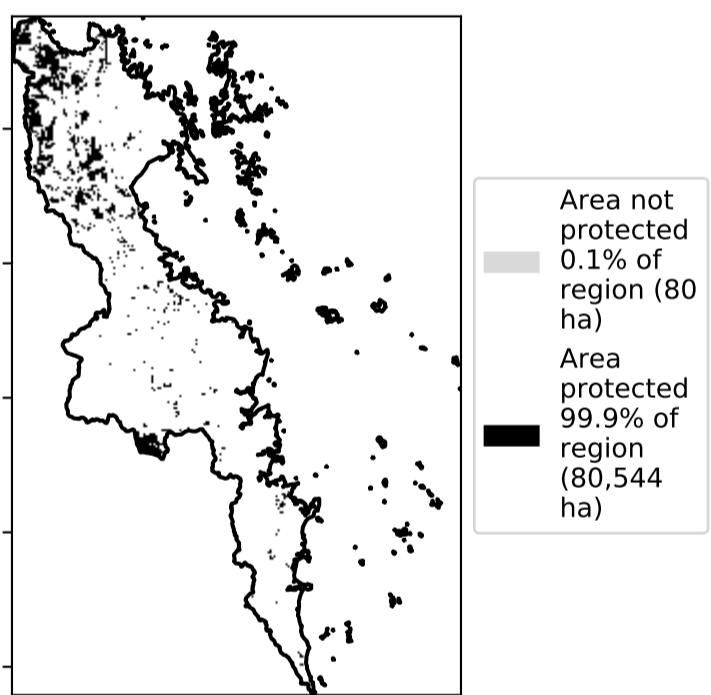 Area not
protected
0.1% of
region (80
ha)
Area
protected
99.9% of
region
(80,544
ha)